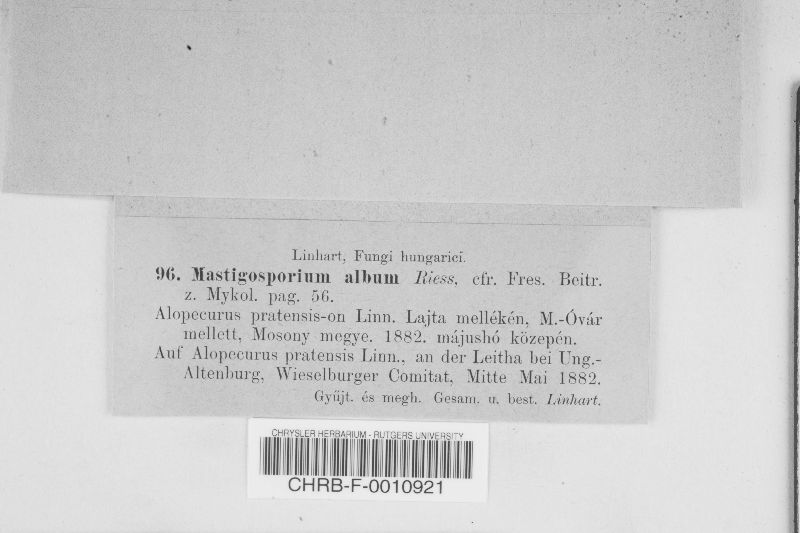 Linhart, Fungi hungarici.
96. Mastigosporium album Riess, cfr. Fres. Beitr.
z. Mykol. pag. 56.
Alopecurus pratensis-on Linn. Lajta mellékén, M.-Óvár
mellett, Mosony megye. 1882. májushó közepén.
Auf Alopecurus pratensis Linn., an der Leitha bei Ung.-
Altenburg, Wieselburger Comitat, Mitte Mai 1882.
Gyűjt. és megh. Gesam. u. best. Linhart.
CHRYSLER HERBARIUM - RUTGERS UNIVERSITY
CHRB-F-0010921